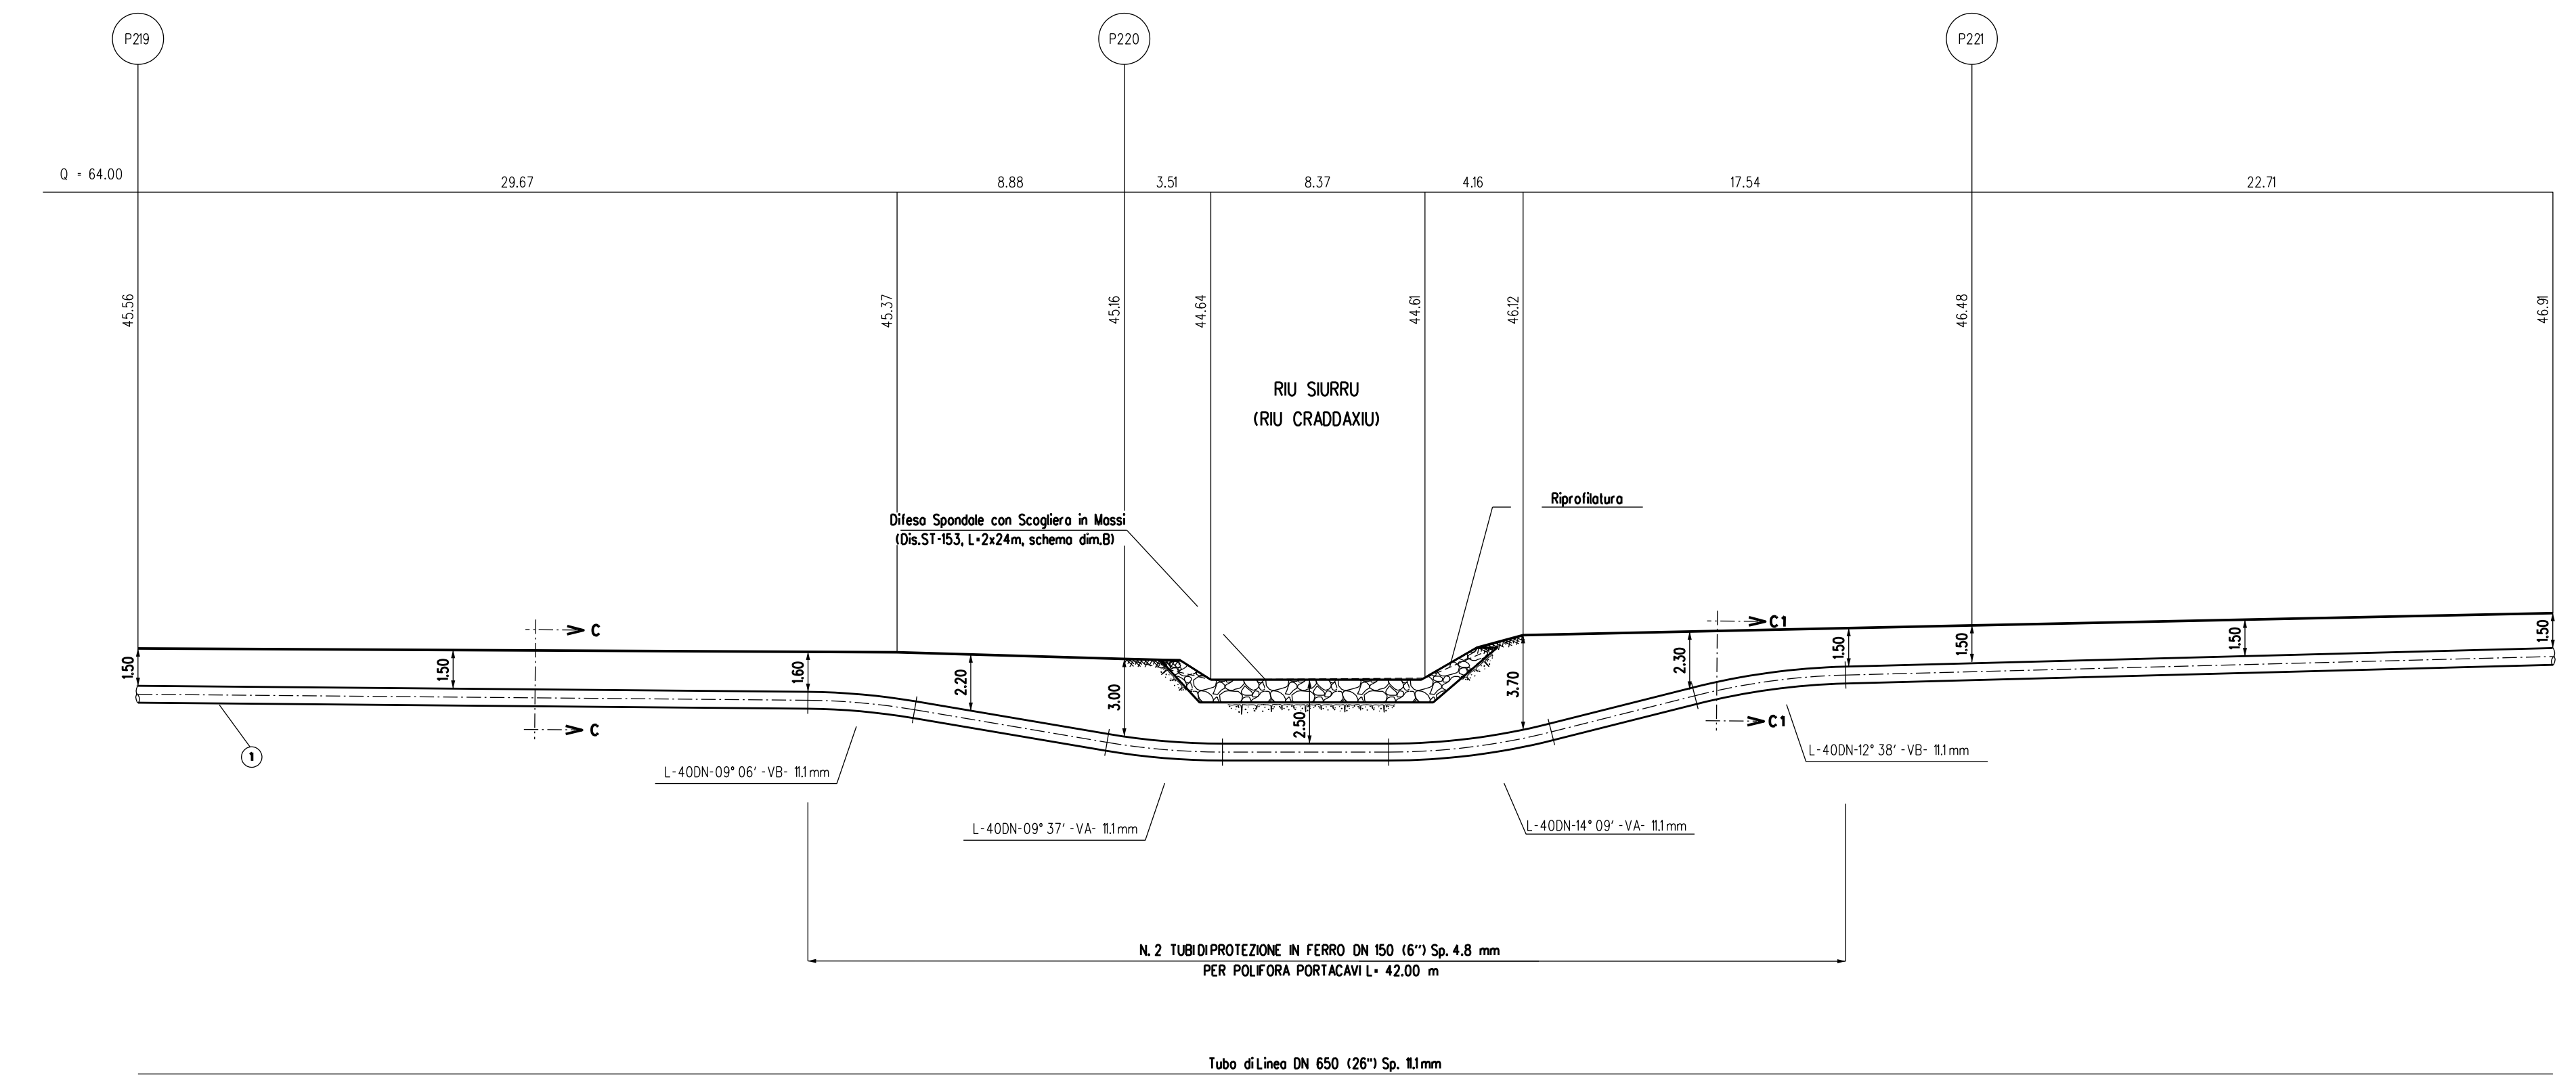 P219
P220
P221
Q = 64.00
29.67
8.88
3.51
8.37
4.16
17.54
22.71
45.56
45.37
45.16
44.64
44.61
46.12
46.48
46.91
RIU SIURRU
(RIU CRADDAXIU)
Riprofilatura
Difesa Spondale con Scogliera in Massi
(Dis.ST-153, L=2x24m, schema dim.B)
C
C1
1.50
1.50
1.60
2.20
3.00
2.50
3.70
2.30
1.50
1.50
1.50
1.50
C
C1
1
L-40DN-09° 06' -VB- 11.1mm
L-40DN-09° 37' -VA- 11.1mm
L-40DN-14° 09' -VA- 11.1mm
L-40DN-12° 38' -VB- 11.1mm
N. 2 TUBI DI PROTEZIONE IN FERRO DN 150 (6'') Sp. 4.8 mm
PER POLIFORA PORTACAVI L= 42.00 m
Tubo di Linea DN 650 (26") Sp. 11.1mm